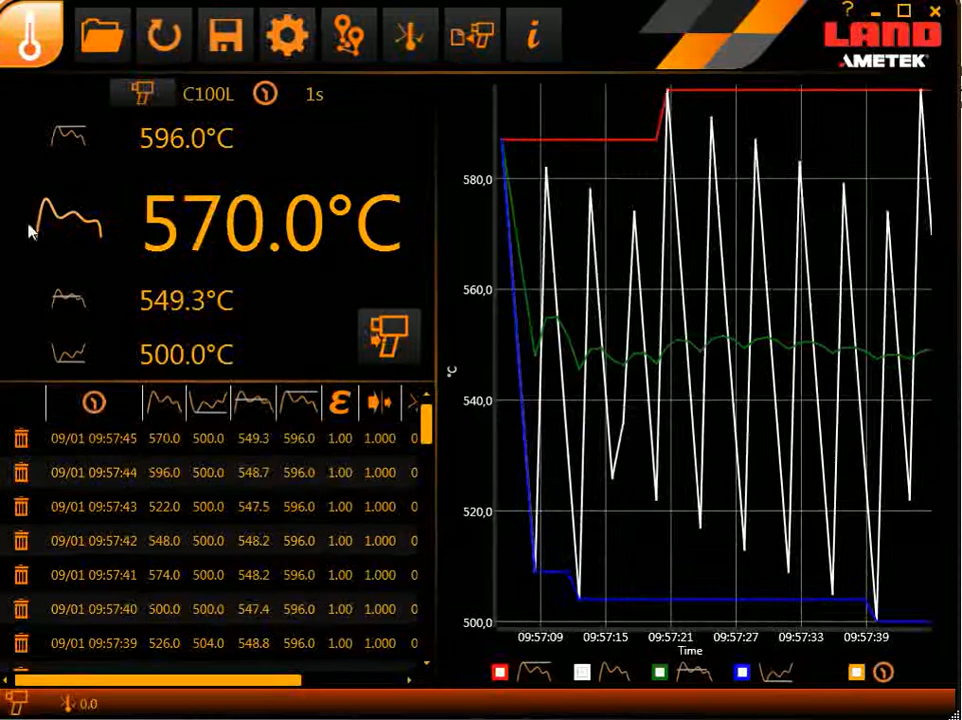 i
?
LAND
AMETEK
C100L 1s
596.0°C
570.0°C
549.3°C
500.0°C
ε
09/01 09:57:45 570.0 500.0 549.3 596.0 1.00 1.000 0
09/01 09:57:44 596.0 500.0 548.7 596.0 1.00 1.000 0
09/01 09:57:43 522.0 500.0 547.5 596.0 1.00 1.000 0
09/01 09:57:42 548.0 500.0 548.2 596.0 1.00 1.000 0
09/01 09:57:41 574.0 500.0 548.2 596.0 1.00 1.000 0
09/01 09:57:40 500.0 500.0 547.4 596.0 1.00 1.000 0
09/01 09:57:39 526.0 504.0 548.8 596.0 1.00 1.000 0
0.0
°C
580,0
560,0
540,0
520,0
500,0
09:57:09 09:57:15 09:57:21 09:57:27 09:57:33 09:57:39
Time